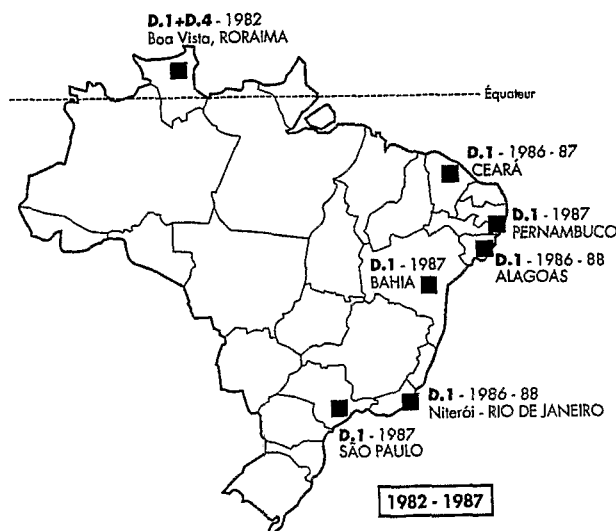 D.1+D.4 - 1982
Boa Vista, RORAIMA
Équateur
D.1 - 1986 - 87
CEARÁ
D.1 - 1987
PERNAMBUCO
D.1 - 1987
BAHIA
D.1 - 1986 - 88
ALAGOAS
D.1 - 1986 - 88
Niterói - RIO DE JANEIRO
D.1 - 1987
SÃO PAULO
1982 - 1987